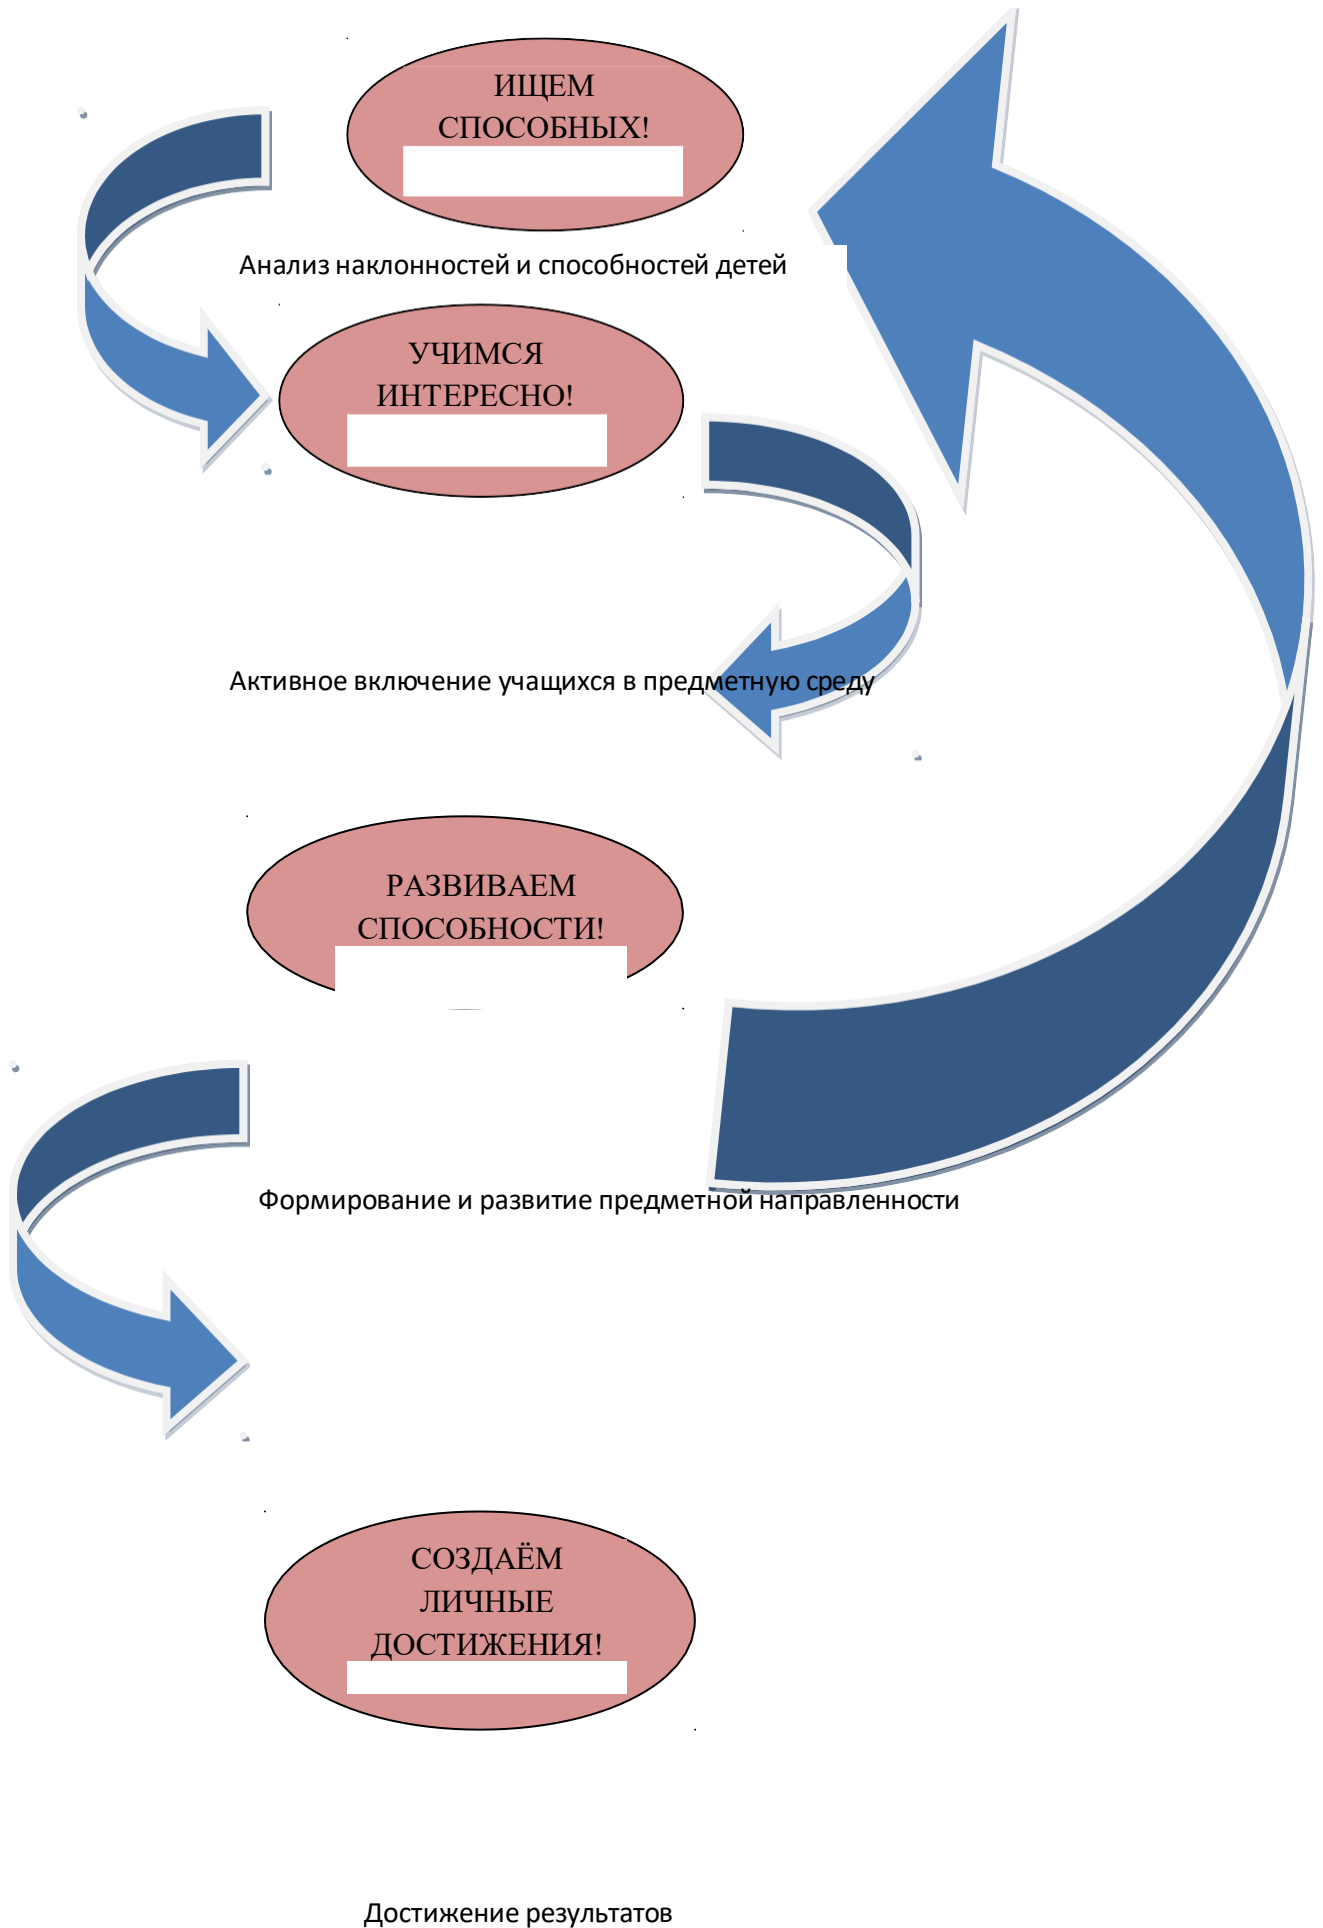 ИЩЕМ
СПОСОБНЫХ!
Анализ наклонностей и способностей детей
УЧИМСЯ
ИНТЕРЕСНО!
Активное включение учащихся в предметную среду
РАЗВИВАЕМ
СПОСОБНОСТИ!
Формирование и развитие предметной направленности
СОЗДАЁМ
ЛИЧНЫЕ
ДОСТИЖЕНИЯ!
Достижение результатов